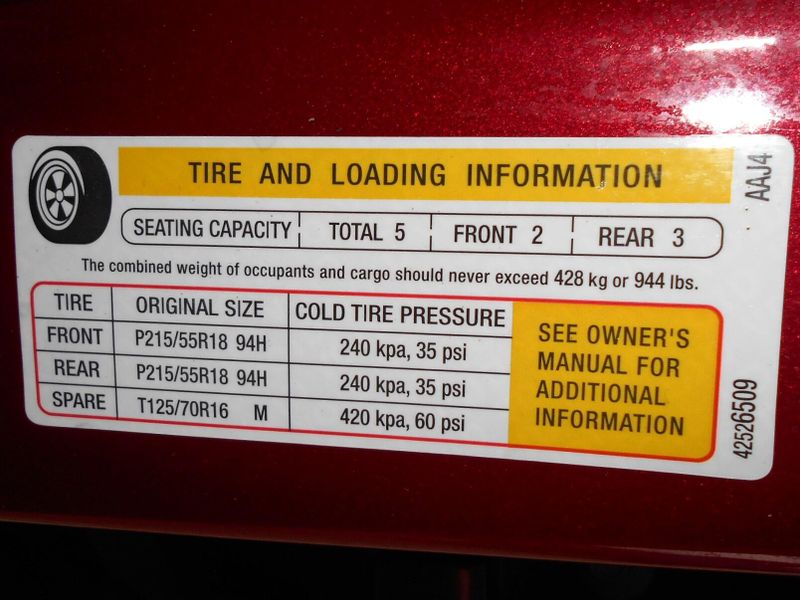 TIRE AND LOADING INFORMATION
AAJ4
SEATING CAPACITY TOTAL 5 FRONT 2 REAR 3
The combined weight of occupants and cargo should never exceed 428 kg or 944 lbs.
TIRE ORIGINAL SIZE COLD TIRE PRESSURE
FRONT P215/55R18 94H 240 kpa, 35 psi
REAR P215/55R18 94H 240 kpa, 35 psi
SPARE T125/70R16 M 420 kpa, 60 psi
SEE OWNER'S
MANUAL FOR
ADDITIONAL
INFORMATION
42526509